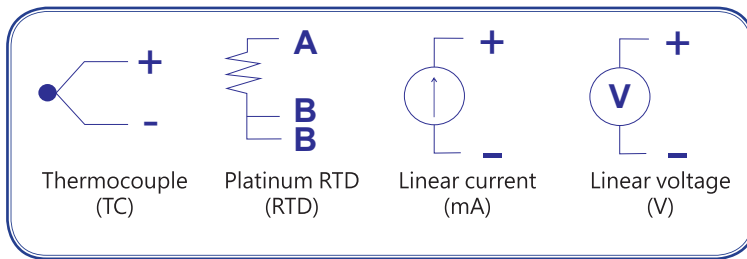 +
-
A
B
B
+
−
V
+
−
Thermocouple
(TC)
Platinum RTD
(RTD)
Linear current
(mA)
Linear voltage
(V)